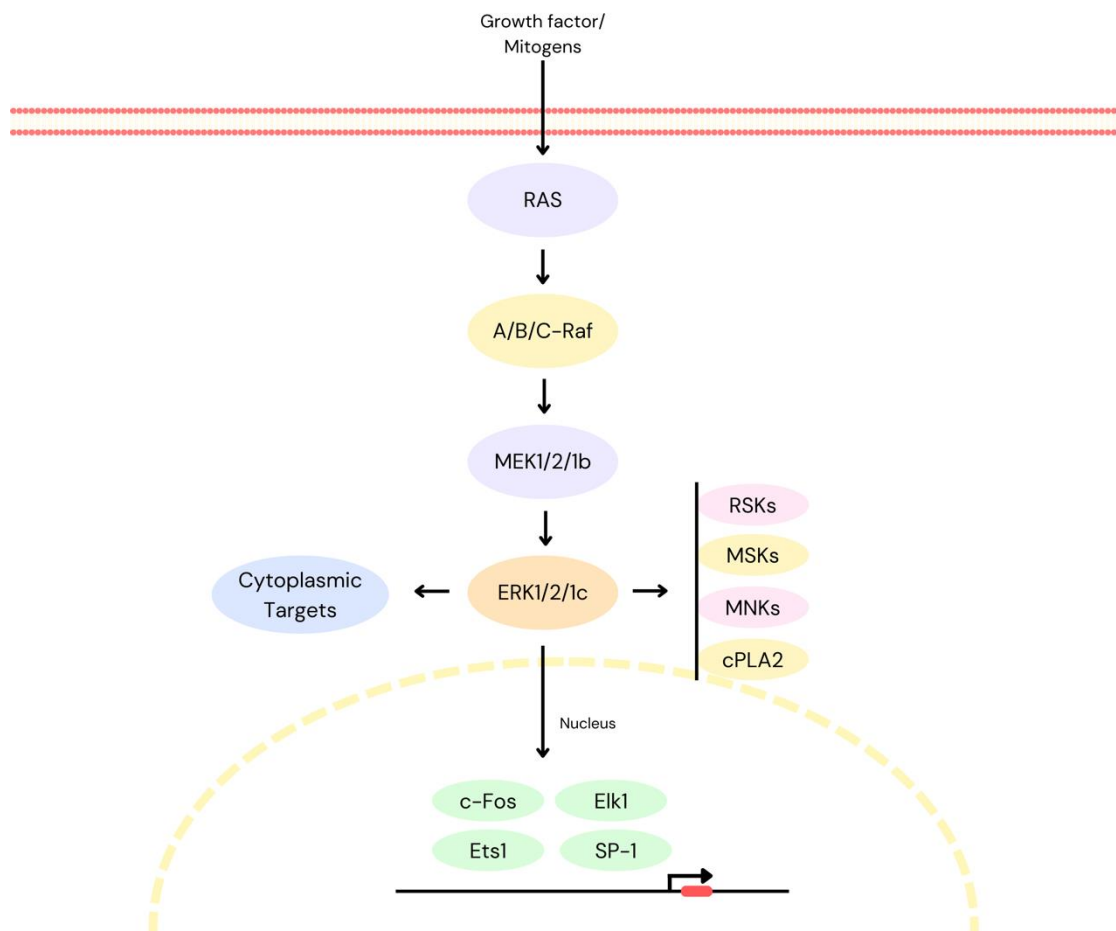 Growth factor/
Mitogens
RAS
A/B/C-Raf
MEK1/2/1b
RSKs
MSKs
Cytoplasmic
Targets
ERK1/2/1c
MNKs
cPLA2
Nucleus
c-Fos
Elk1
Ets1
SP-1